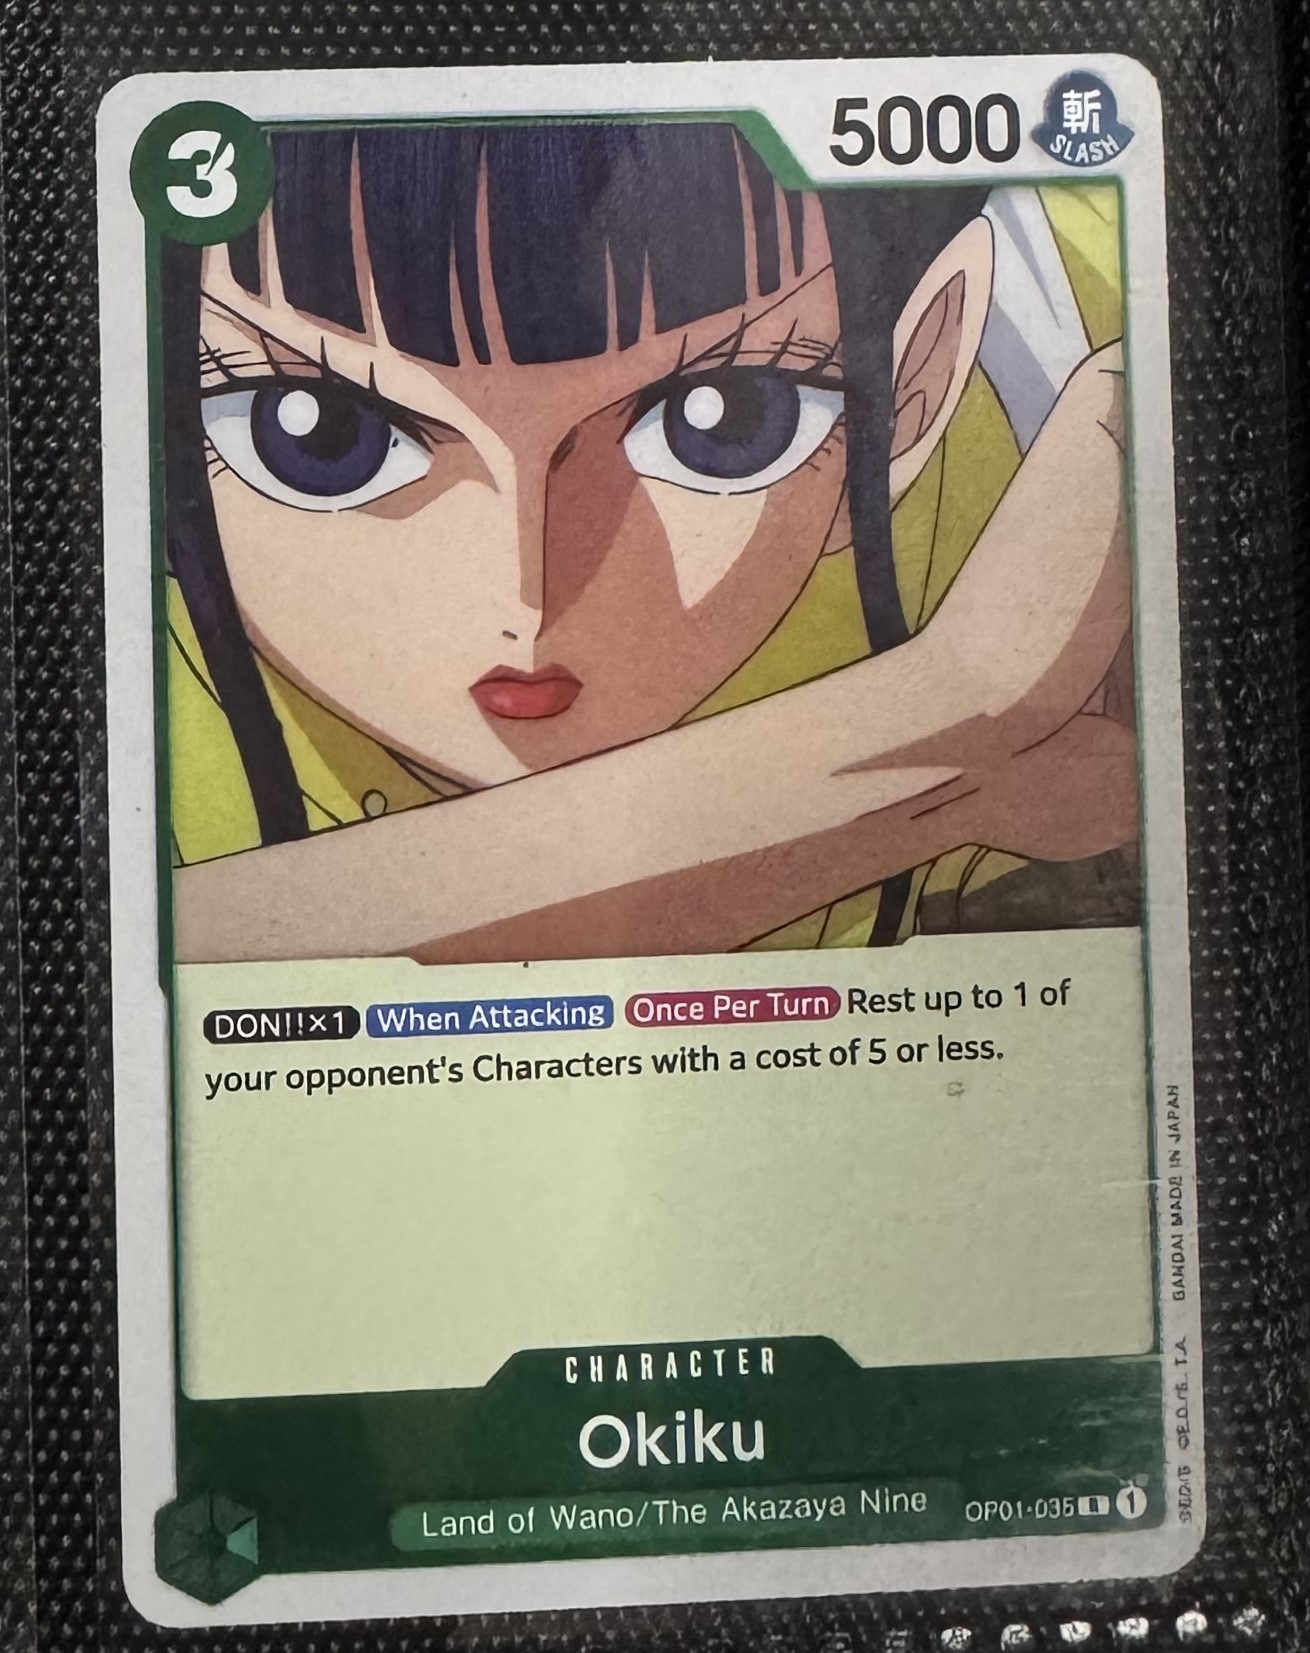 3
5000
斬
SLASH
DON!!×1 When Attacking Once Per Turn Rest up to 1 of
your opponent's Characters with a cost of 5 or less.
CHARACTER
Okiku
Land of Wano/The Akazaya Nine
OP01-035 1
BANDAI MADE IN JAPAN